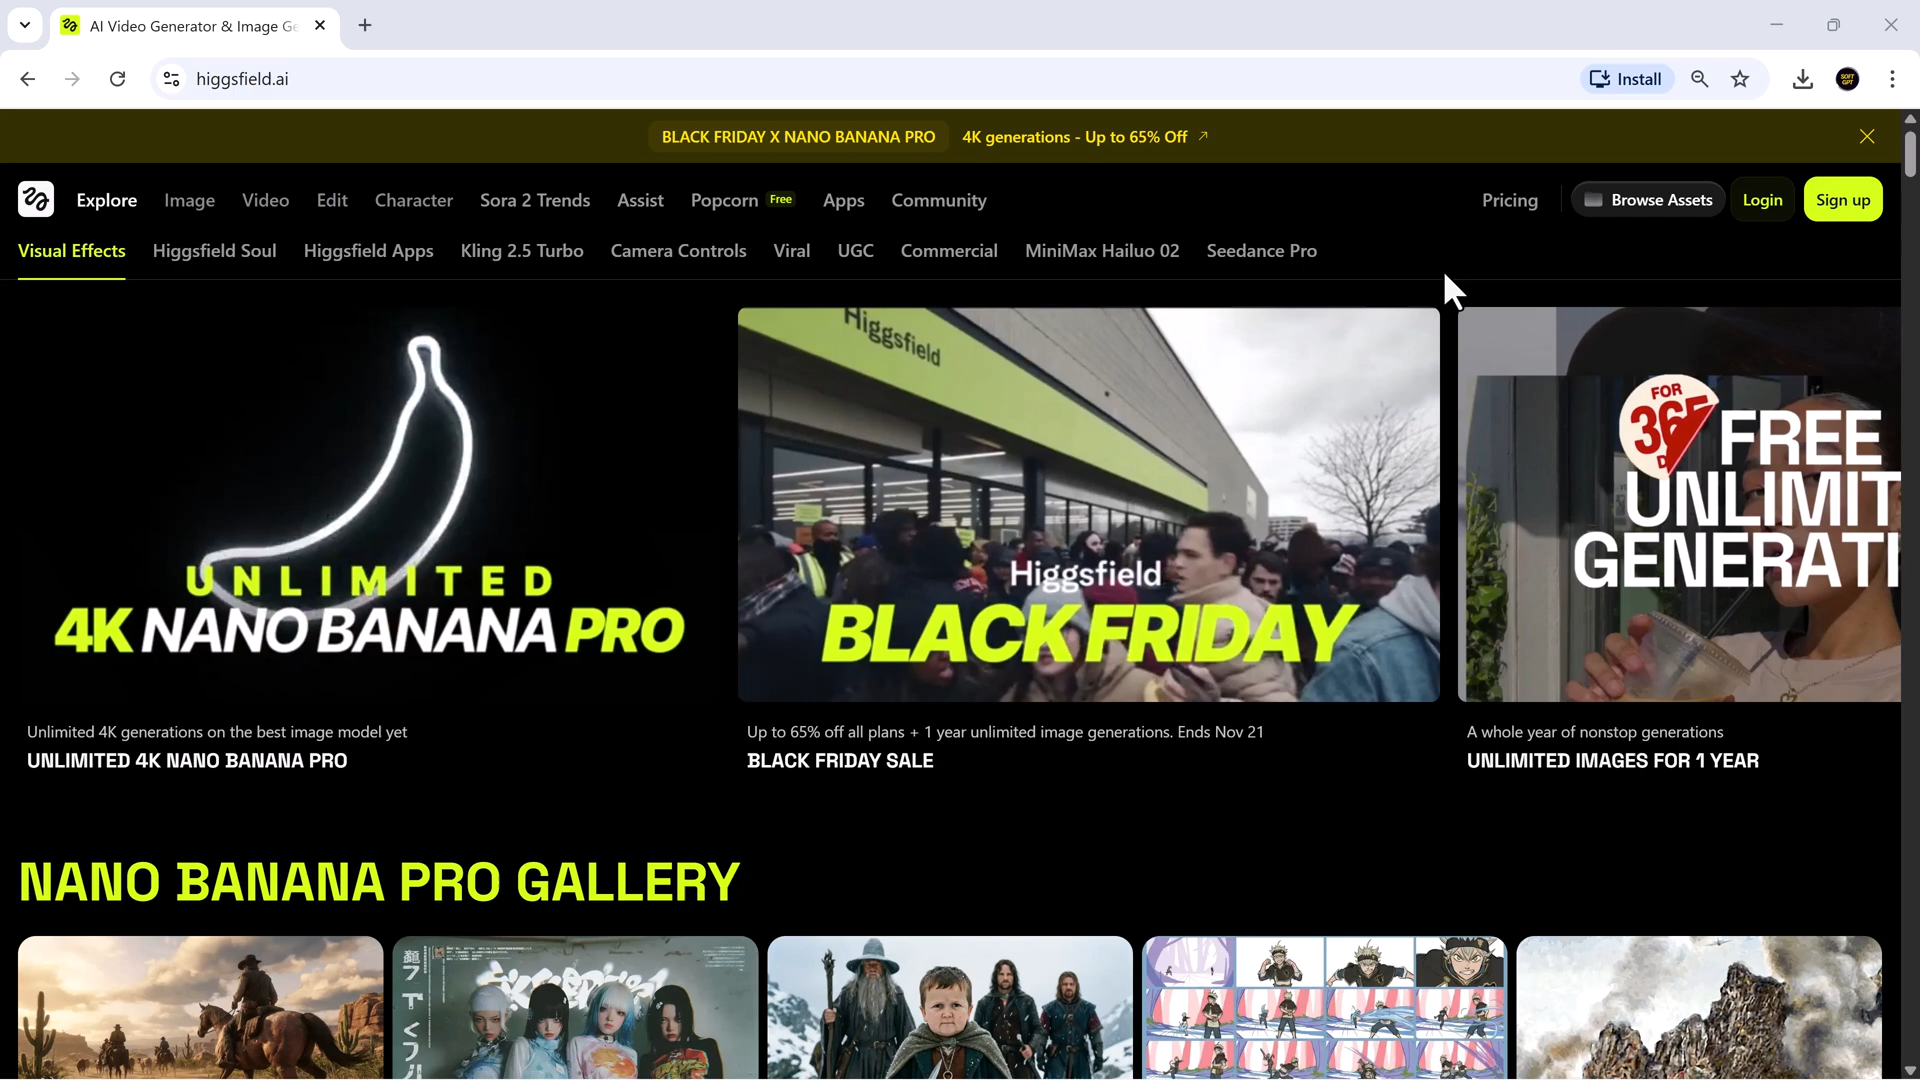 AI Video Generator & Image Ge
higgsfield.ai
Install
BLACK FRIDAY X NANO BANANA PRO 4K generations - Up to 65% Off
Explore Image Video Edit Character Sora 2 Trends Assist Popcorn Free Apps Community Pricing Browse Assets Login Sign up
Visual Effects Higgsfield Soul Higgsfield Apps Kling 2.5 Turbo Camera Controls Viral UGC Commercial MiniMax Hailuo 02 Seedance Pro
UNLIMITED
4K NANO BANANA PRO
Higgsfield
Higgsfield
BLACK FRIDAY
FOR
365
FREE
UNLIMIT
GENERATI
Unlimited 4K generations on the best image model yet
UNLIMITED 4K NANO BANANA PRO
Up to 65% off all plans + 1 year unlimited image generations. Ends Nov 21
BLACK FRIDAY SALE
A whole year of nonstop generations
UNLIMITED IMAGES FOR 1 YEAR
NANO BANANA PRO GALLERY